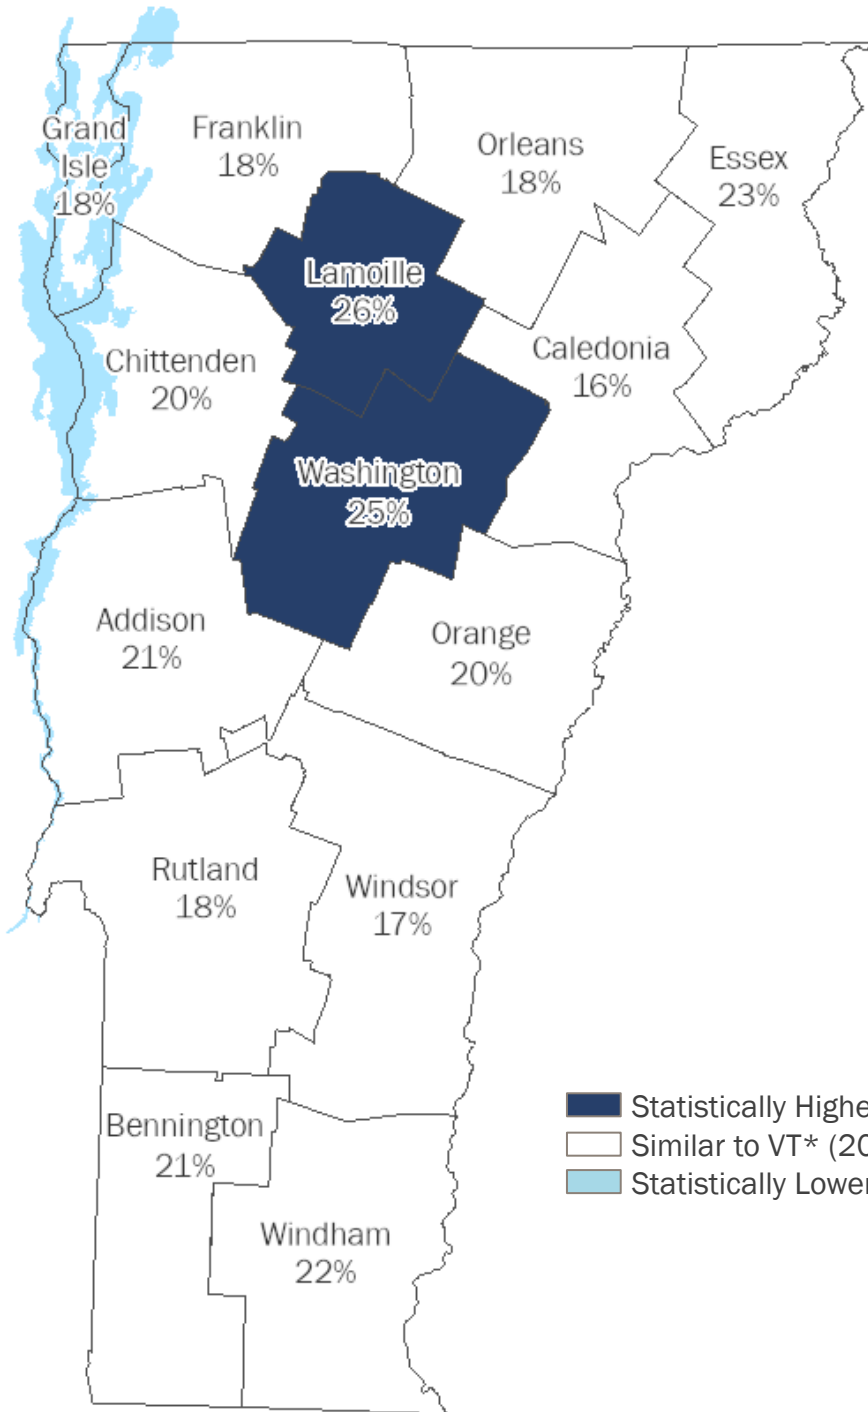 Grand
Isle
18%
Franklin
18%
Orleans
18%
Essex
23%
Lamoille
26%
Chittenden
20%
Caledonia
16%
Washington
25%
Addison
21%
Orange
20%
Rutland
18%
Windsor
17%
Bennington
21%
Windham
22%
Statistically Highe
Similar to VT* (20
Statistically Lower